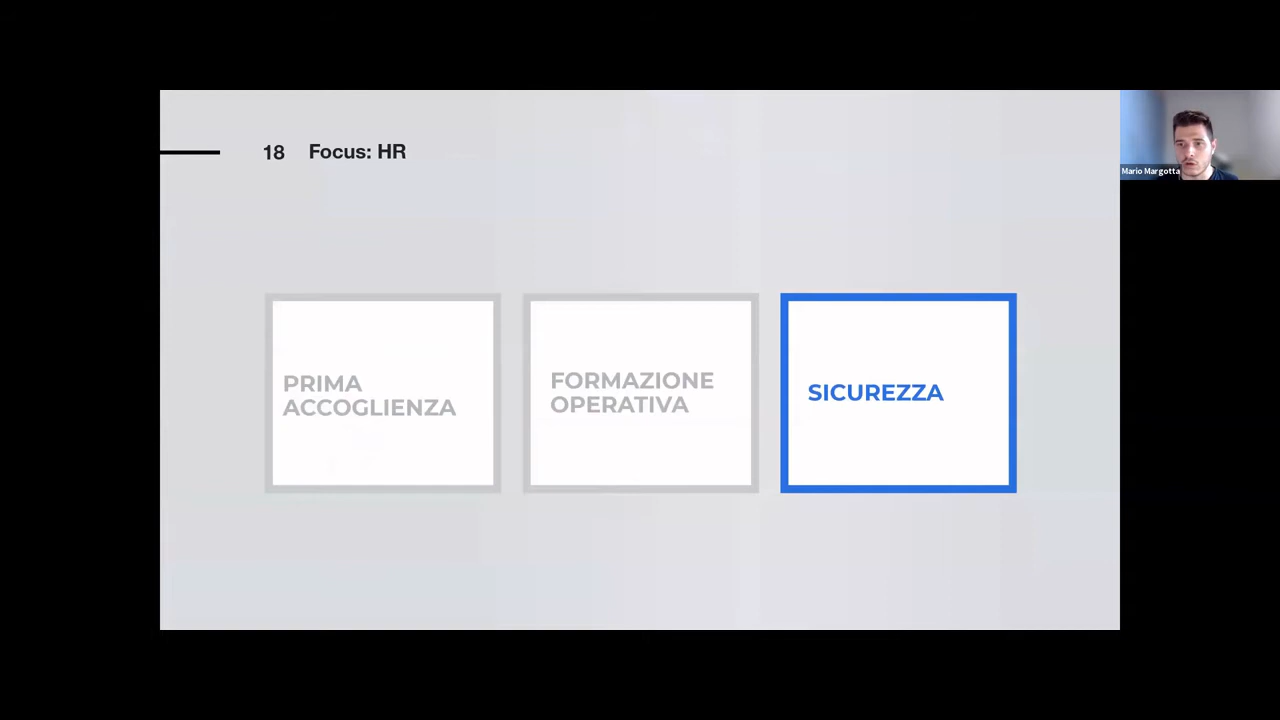 18 Focus: HR
Mario Margotta
PRIMA
ACCOGLIENZA
FORMAZIONE
OPERATIVA
SICUREZZA